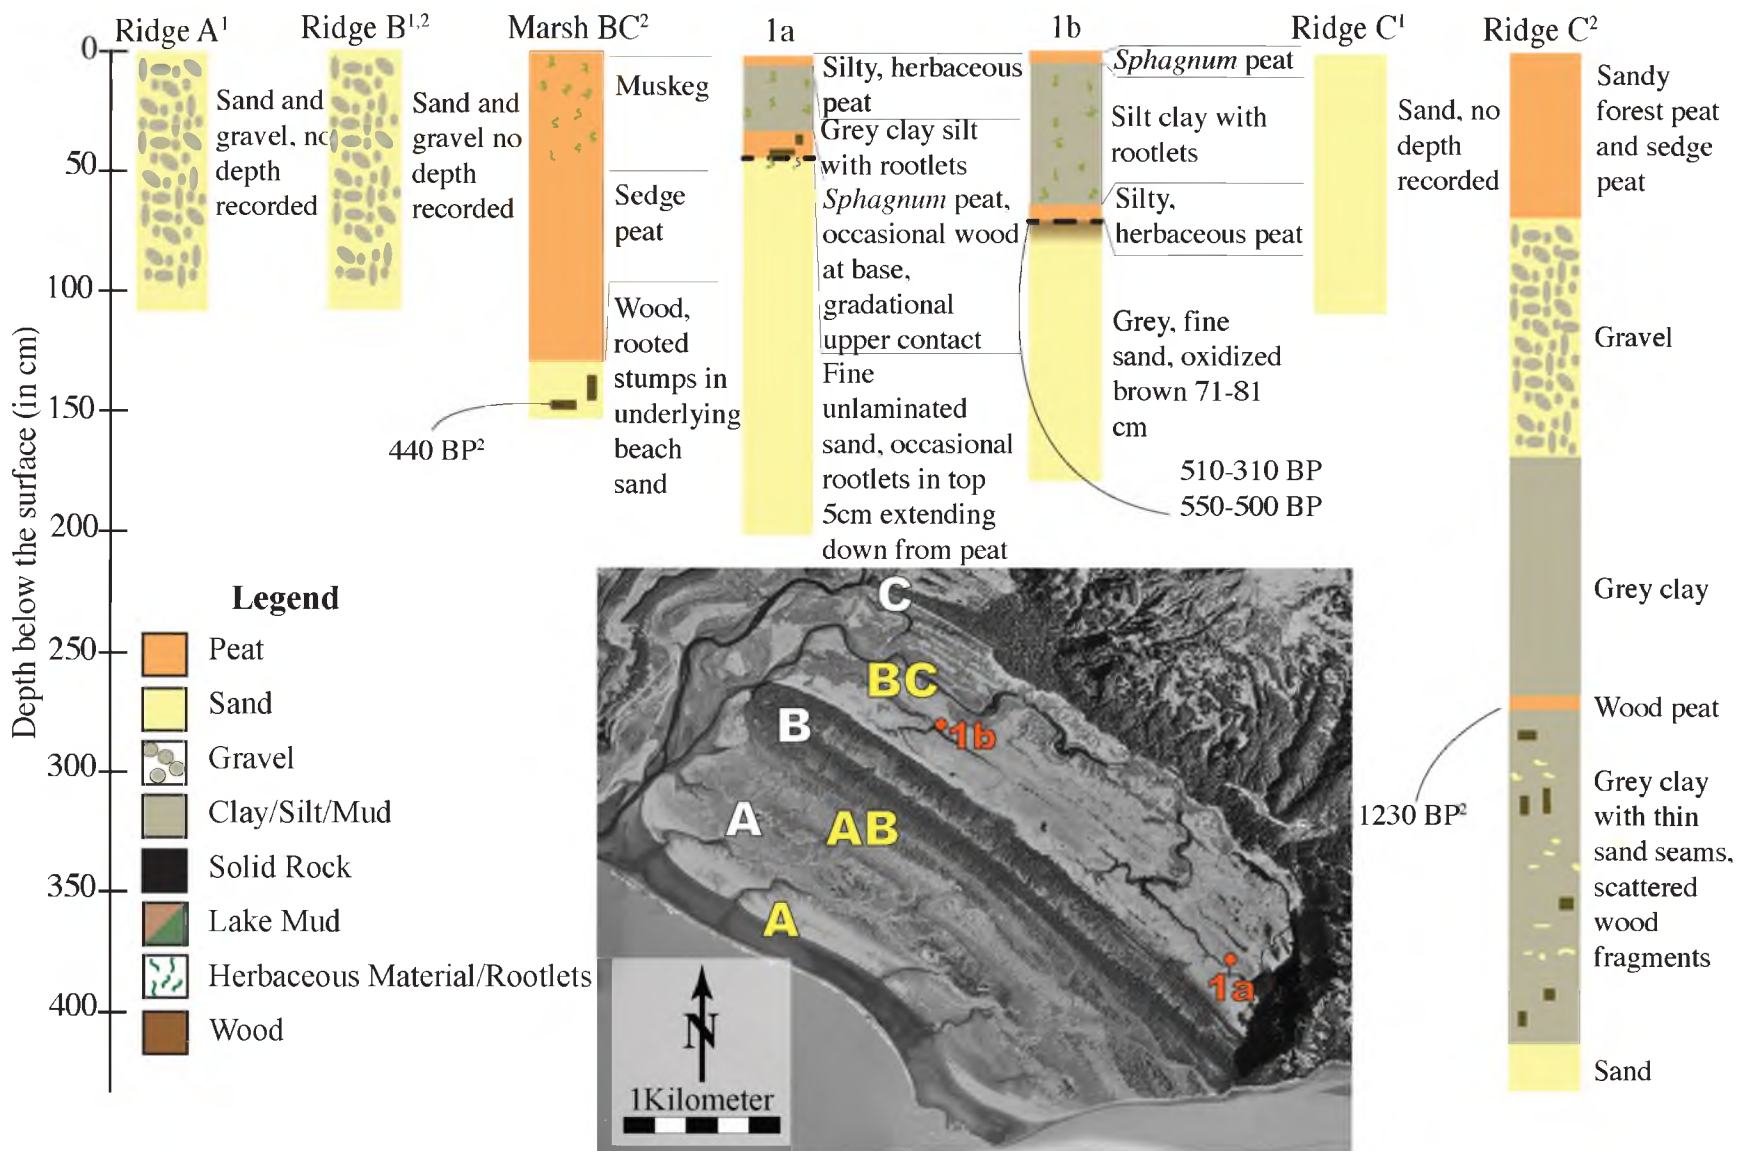 Ridge A¹
Ridge B¹,²
Marsh BC²
1a
1b
Ridge C¹
Ridge C²
Depth below the surface (in cm)
0
50
100
150
200
250
300
350
400
Sand and
gravel, no
depth
recorded
Sand and
gravel no
depth
recorded
Muskeg
Sedge
peat
Wood,
rooted
stumps in
underlying
beach
sand
440 BP²
Silty, herbaceous
peat
Grey clay silt
with rootlets
Sphagnum peat,
occasional wood
at base,
gradational
upper contact
Fine
unlaminated
sand, occasional
rootlets in top
5cm extending
down from peat
Sphagnum peat
Silt clay with
rootlets
Silty,
herbaceous peat
Grey, fine
sand, oxidized
brown 71-81
cm
510-310 BP
550-500 BP
Sand, no
depth
recorded
Sandy
forest peat
and sedge
peat
Gravel
Grey clay
Wood peat
1230 BP²
Grey clay
with thin
sand seams,
scattered
wood
fragments
Sand
Legend
Peat
Sand
Gravel
Clay/Silt/Mud
Solid Rock
Lake Mud
Herbaceous Material/Rootlets
Wood
C
BC
B
1b
A
AB
A
1a
N
1Kilometer